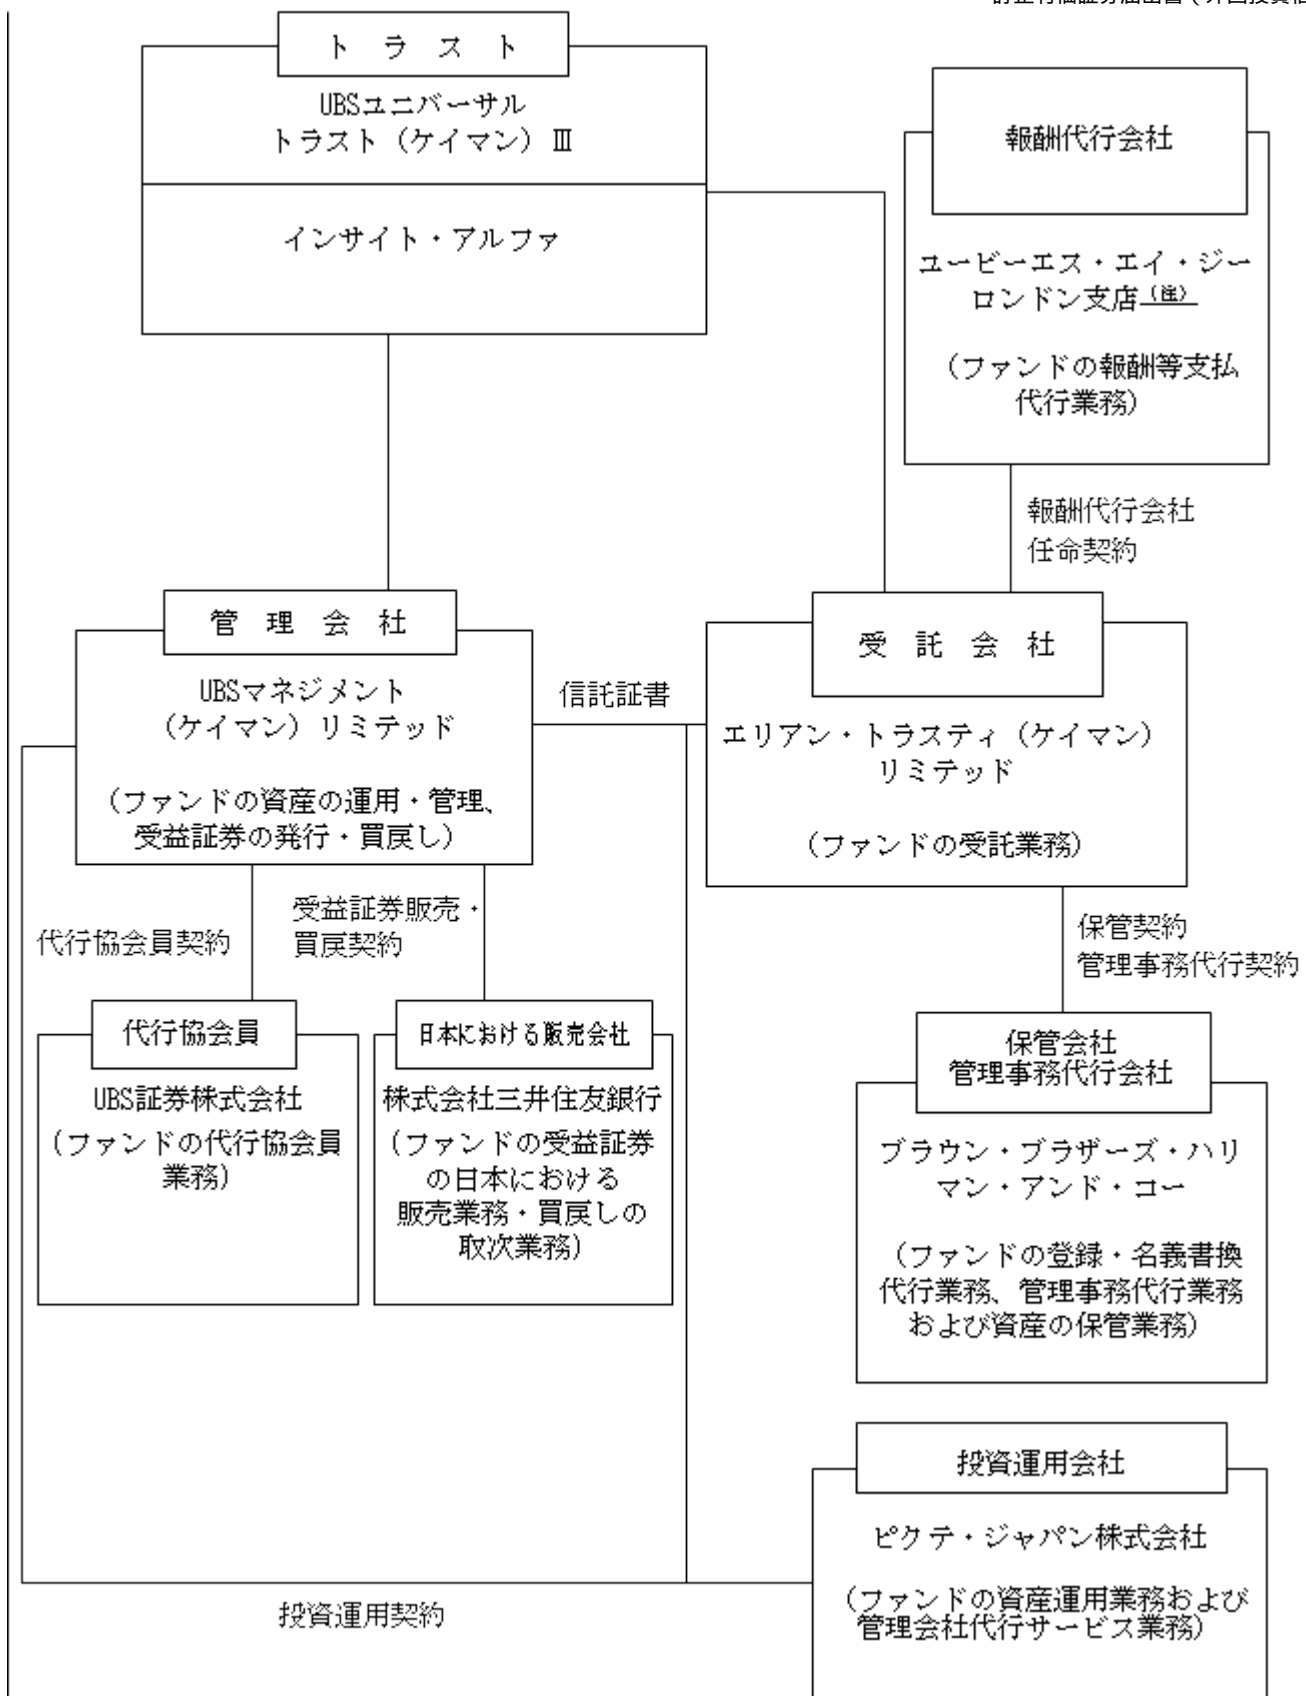 ト ラ ス ト
UBSユニバーサル
トラスト（ケイマン）Ⅲ
インサイト・アルファ
報酬代行会社
ユービーエス・エイ・ジー
ロンドン支店（注）
（ファンドの報酬等支払
代行業務）
報酬代行会社
任命契約
管 理 会 社
UBSマネジメント
（ケイマン）リミテッド
（ファンドの資産の運用・管理、
受益証券の発行・買戻し）
信託証書
受 託 会 社
エリアン・トラスティ（ケイマン）
リミテッド
（ファンドの受託業務）
代行協会員契約
受益証券販売・
買戻契約
保管契約
管理事務代行契約
代行協会員
UBS証券株式会社
（ファンドの代行協会員
業務）
日本における販売会社
株式会社三井住友銀行
（ファンドの受益証券
の日本における
販売業務・買戻しの
取次業務）
保管会社
管理事務代行会社
ブラウン・ブラザーズ・ハリ
マン・アンド・コー
（ファンドの登録・名義書換
代行業務、管理事務代行業務
および資産の保管業務）
投資運用会社
ピクテ・ジャパン株式会社
（ファンドの資産運用業務および
管理会社代行サービス業務）
投資運用契約